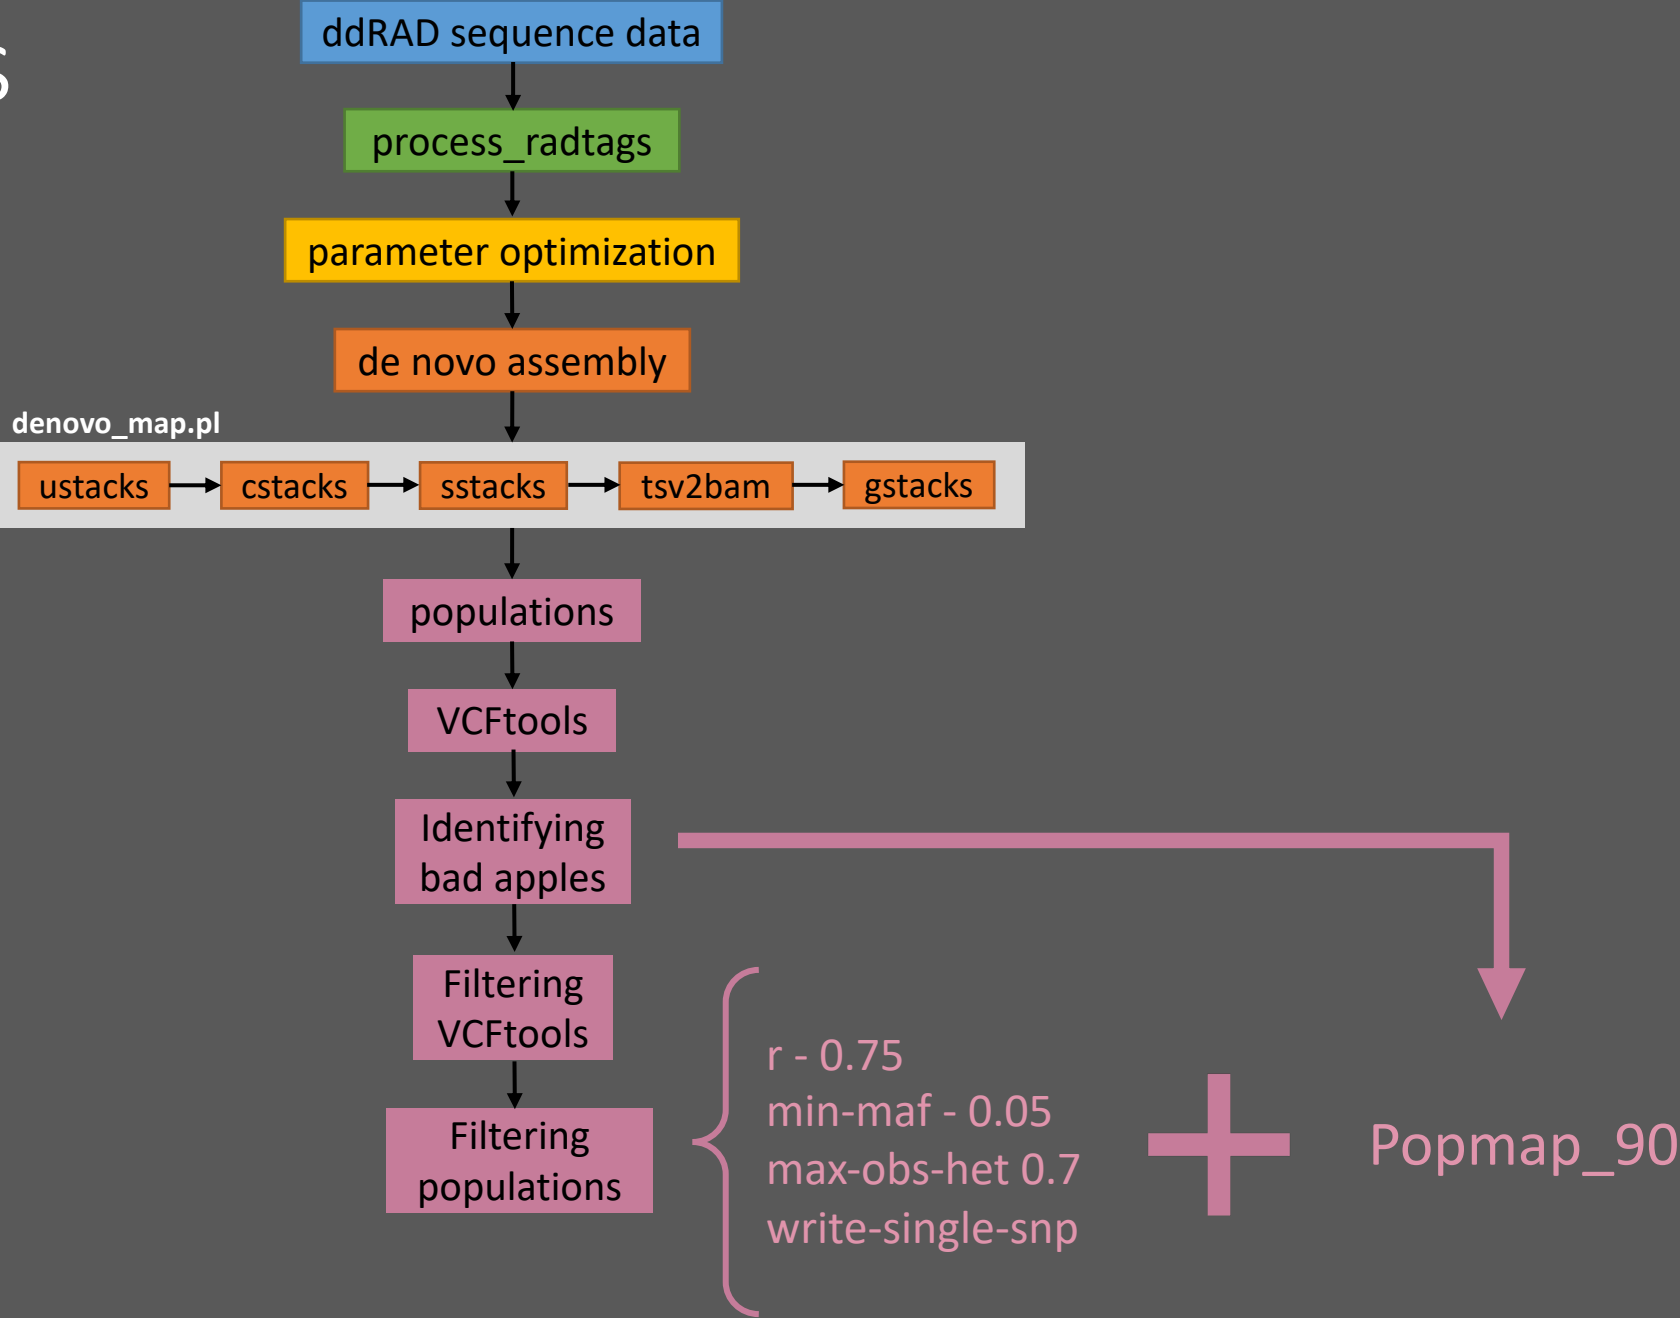 ddRAD sequence data
process_radtags
parameter optimization
de novo assembly
denovo_map.pl
ustacks
cstacks
sstacks
tsv2bam
gstacks
populations
VCFtools
Identifying
bad apples
Filtering
VCFtools
Filtering
populations
r - 0.75
min-maf - 0.05
max-obs-het 0.7
write-single-snp
Popmap_90